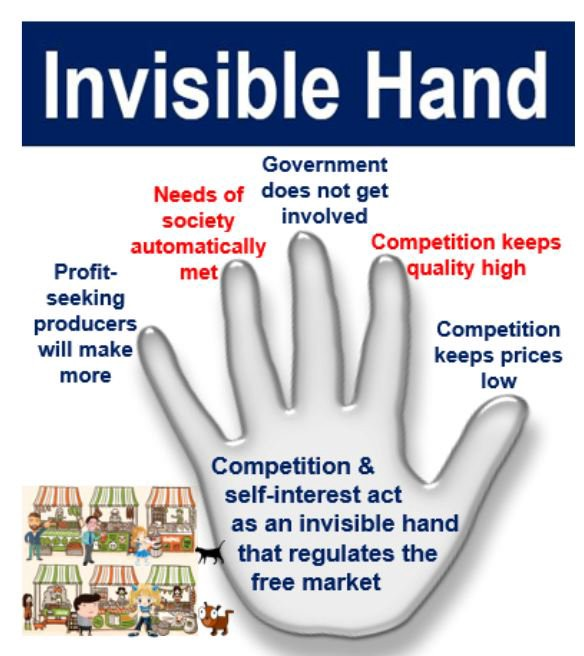 Invisible Hand
Government
does not get
involved
Needs of
society
automatically
met
Competition keeps
quality high
Profit-
seeking
producers
will make
more
Competition
keeps prices
low
Competition &
self-interest act
as an invisible hand
that regulates the
free market